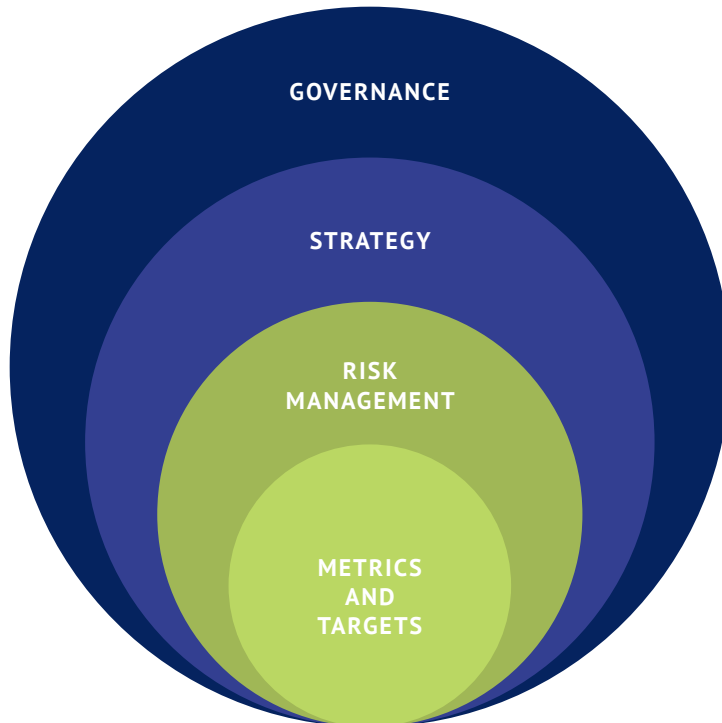 GOVERNANCE
STRATEGY
RISK
MANAGEMENT
METRICS
AND
TARGETS